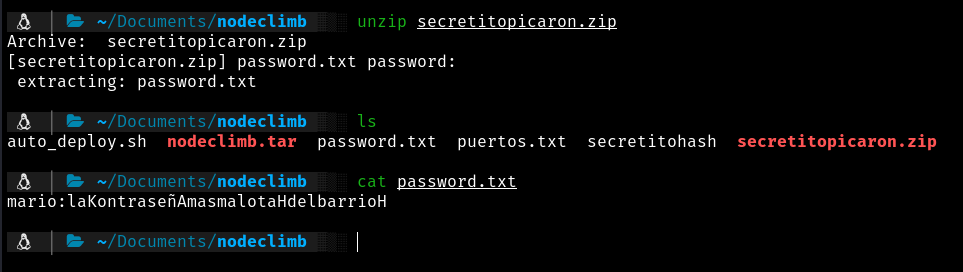 ~/Documents/nodeclimb unzip secretitopicaron.zip
Archive:  secretitopicaron.zip
[secretitopicaron.zip] password.txt password:
 extracting: password.txt
~/Documents/nodeclimb ls
auto_deploy.sh  nodeclimb.tar  password.txt  puertos.txt  secretitohash  secretitopicaron.zip
~/Documents/nodeclimb cat password.txt
mario:laKontraseñAmasmalotaHdelbarrioH
~/Documents/nodeclimb